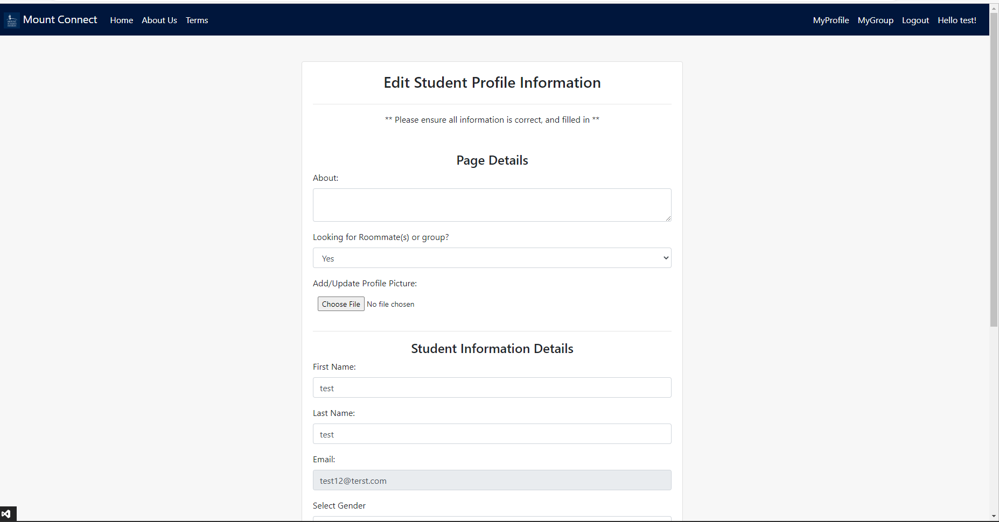 Mount Connect Home About Us Terms MyProfile MyGroup Logout Hello test!
Edit Student Profile Information
** Please ensure all information is correct, and filled in **
Page Details
About:
Looking for Roommate(s) or group?
Yes
Add/Update Profile Picture:
Choose File No file chosen
Student Information Details
First Name:
test
Last Name:
test
Email:
test12@terst.com
Select Gender